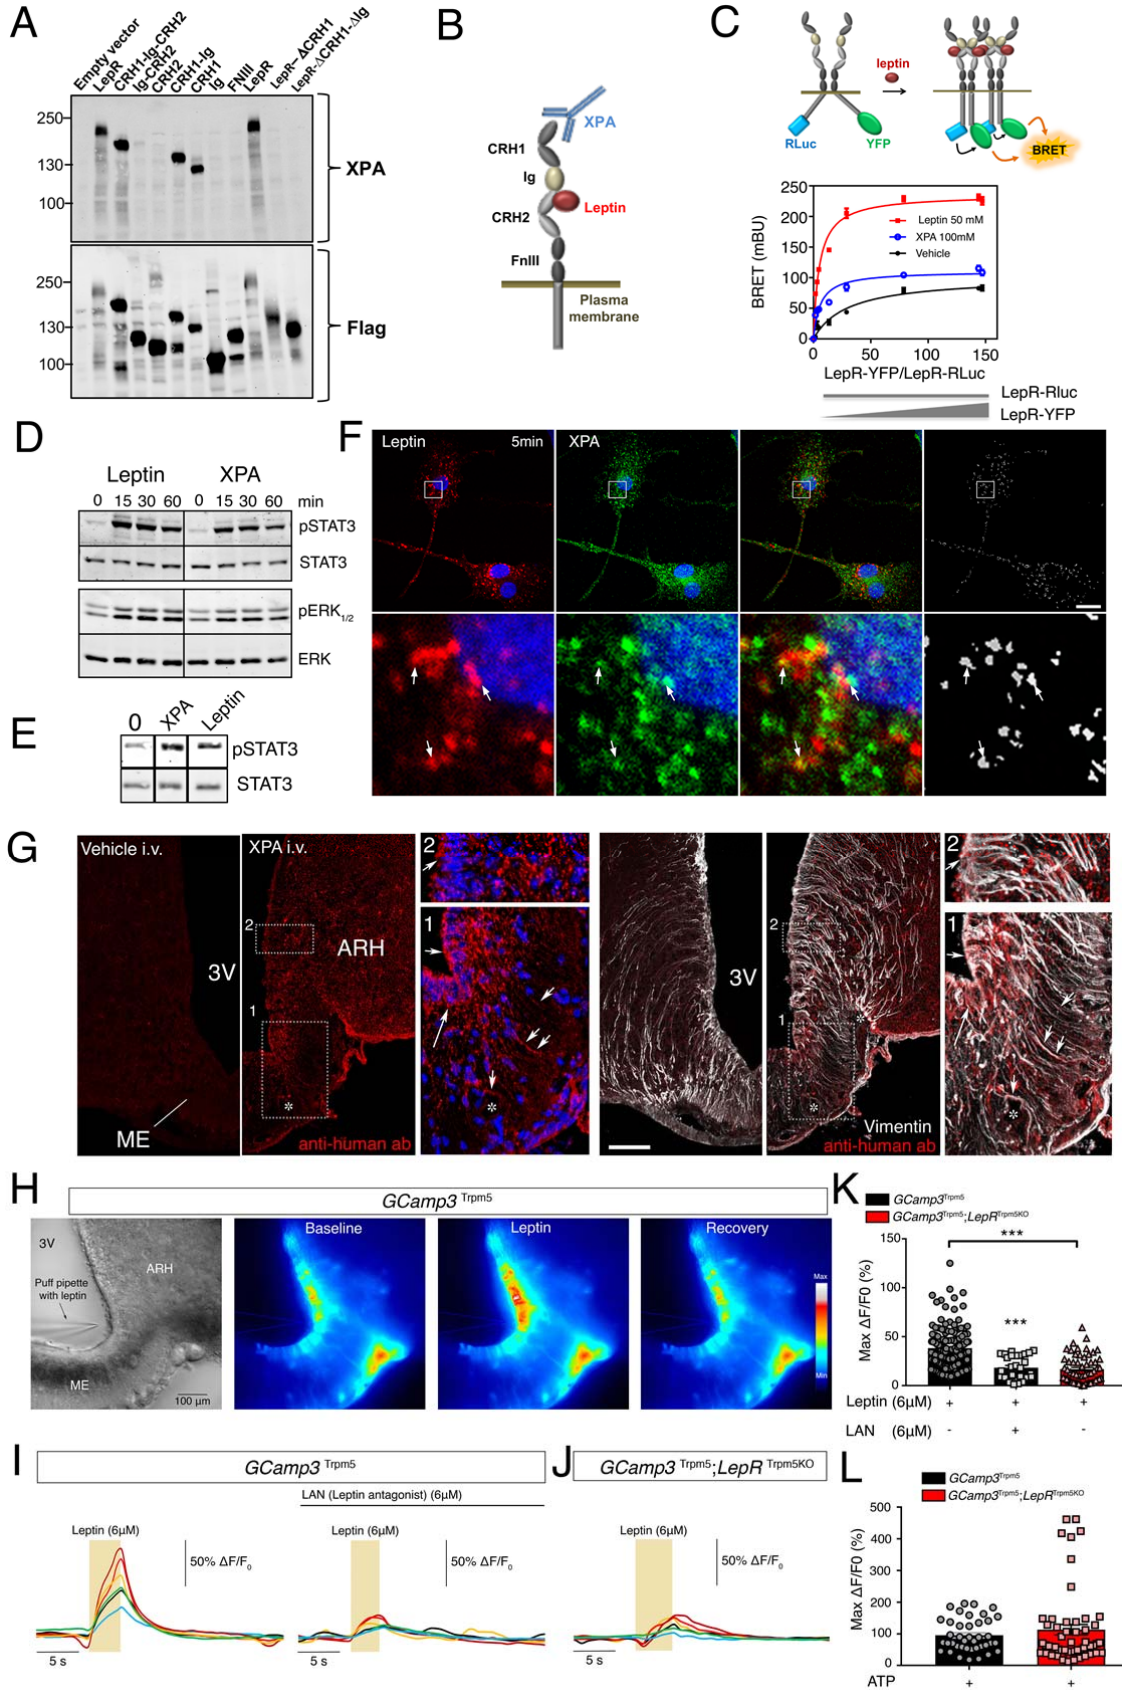 A
Empty vector
LepR
CRH1-Ig-CRH2
Ig-CRH2
CRH2
CRH1-Ig
CRH1
Ig
FNIII
LepR
LepR-ΔCRH1
LepR-ΔCRH1-ΔIg
250
130
100
XPA
250
130
100
Flag
B
XPA
CRH1
Ig
Leptin
CRH2
FnIII
Plasma
membrane
C
leptin
RLuc
YFP
BRET
BRET (mBU)
250
200
150
100
50
0
Leptin 50 mM
XPA 100mM
Vehicle
0 50 100 150
LepR-YFP/LepR-RLuc
LepR-Rluc
LepR-YFP
D
Leptin XPA
0 15 30 60 0 15 30 60 min
pSTAT3
STAT3
pERK1/2
ERK
E
0 XPA Leptin
pSTAT3
STAT3
F
Leptin 5min XPA
G
Vehicle i.v. XPA i.v. 2 2
2 ARH 2
3V 3V
1 1 1 1
* * * * * *
ME
anti-human ab
Vimentin
anti-human ab
H
GCamp3 Trpm5
3V
ARH
Puff pipette
with leptin
ME
100 µm
Baseline Leptin Recovery
Max
Min
K
GCamp3Trpm5
GCamp3Trpm5;LepRTrpm5KO
Max ΔF/F0 (%)
150
100
50
0
***
***
Leptin (6µM) + + +
LAN (6µM) - + -
I
GCamp3 Trpm5
LAN (Leptin antagonist) (6µM)
Leptin (6µM) Leptin (6µM)
50% ΔF/F0 50% ΔF/F0
5 s 5 s
J
GCamp3 Trpm5;LepR Trpm5KO
Leptin (6µM)
50% ΔF/F0
5 s
L
GCamp3Trpm5
GCamp3Trpm5;LepRTrpm5KO
Max ΔF/F0 (%)
500
400
300
200
100
0
ATP + +